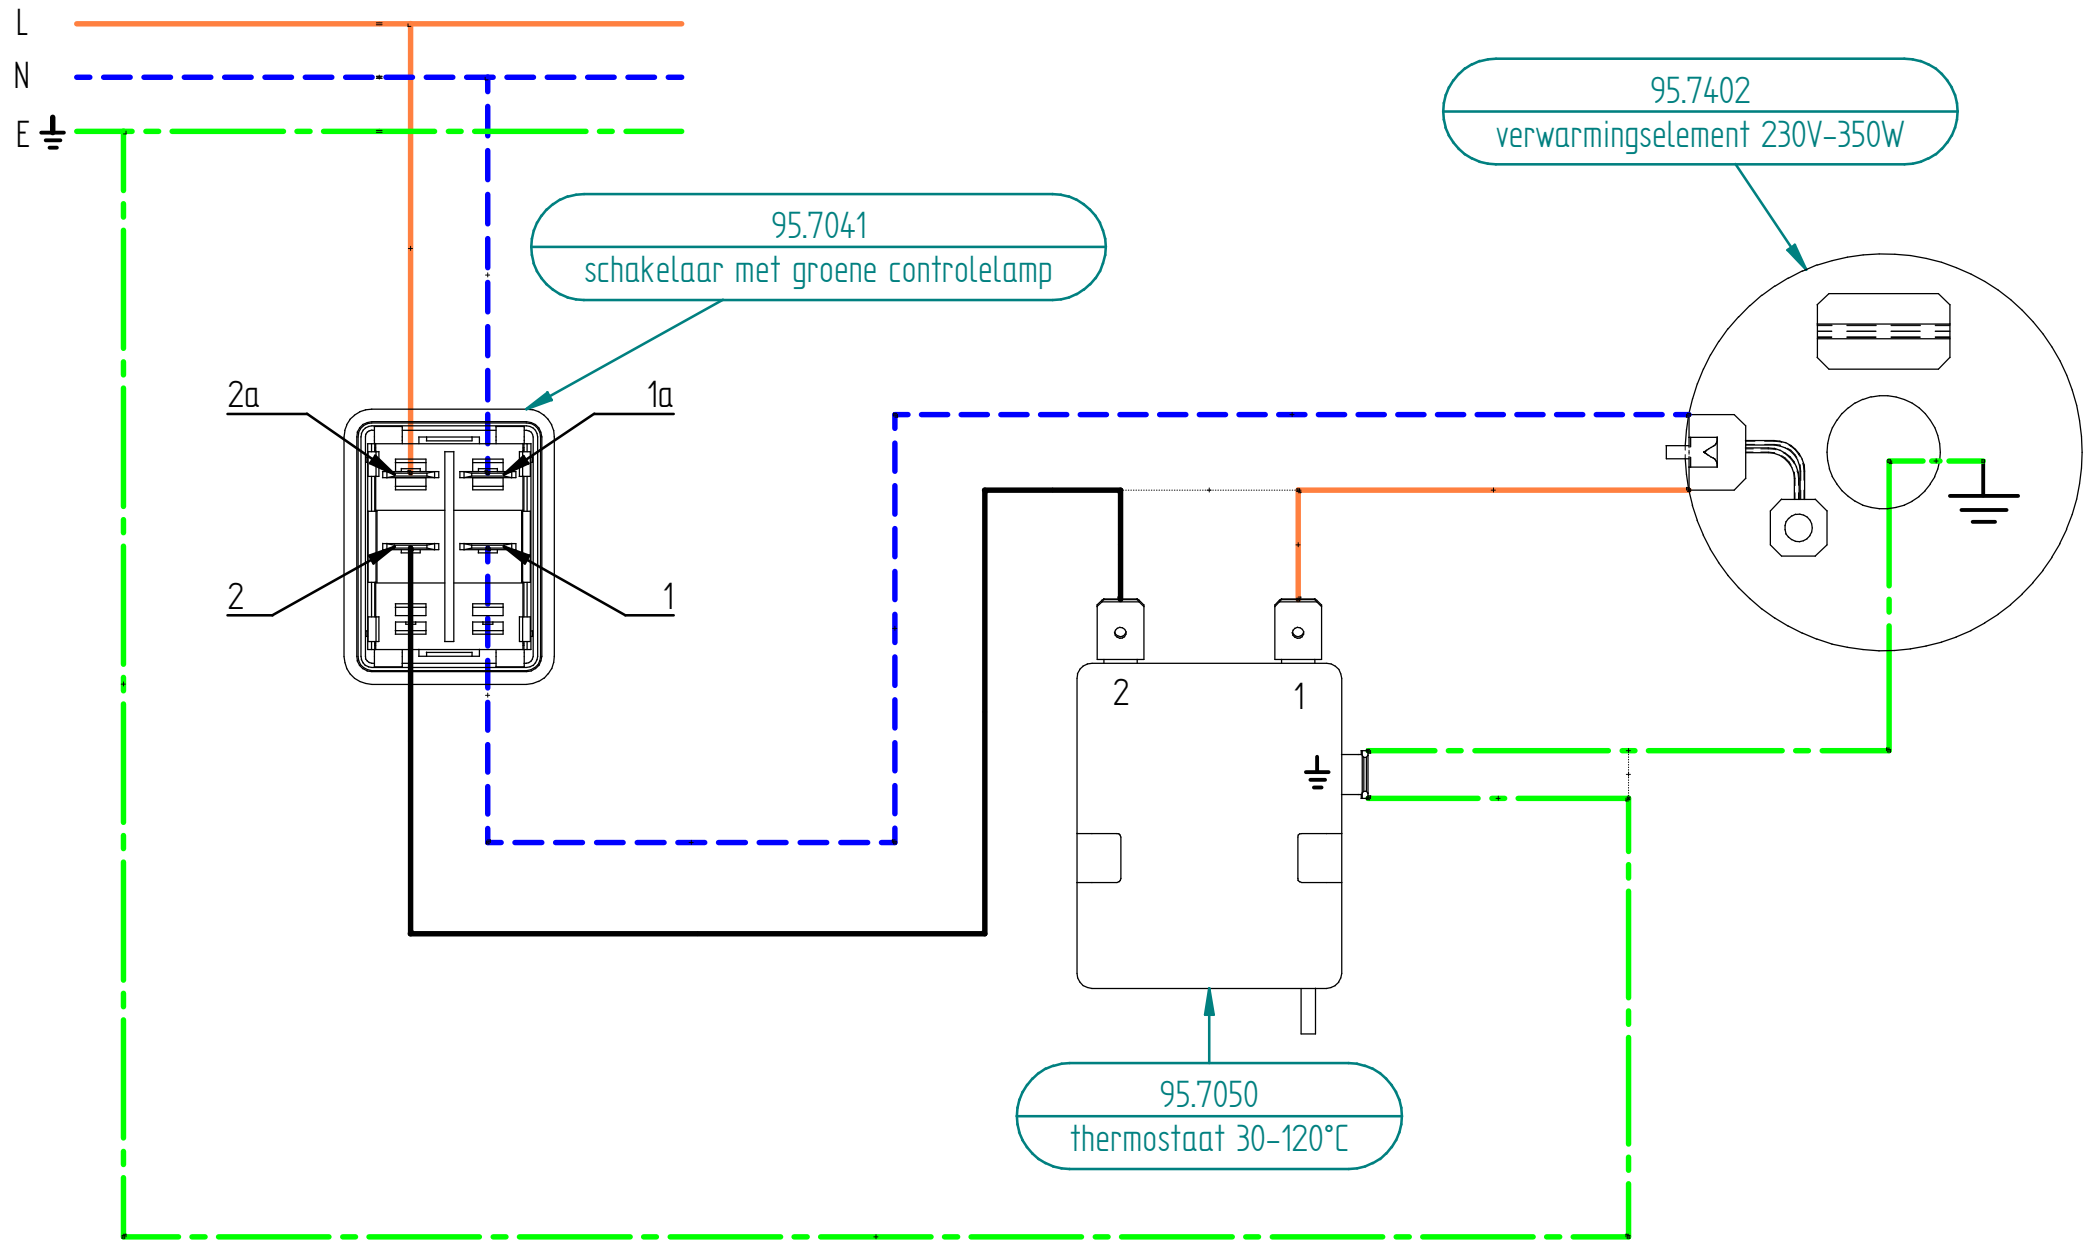 L
N
E
95.7402
verwarmingselement 230V-350W
95.7041
schakelaar met groene controlelamp
2a
1a
2
1
2
1
95.7050
thermostaat 30-120°C